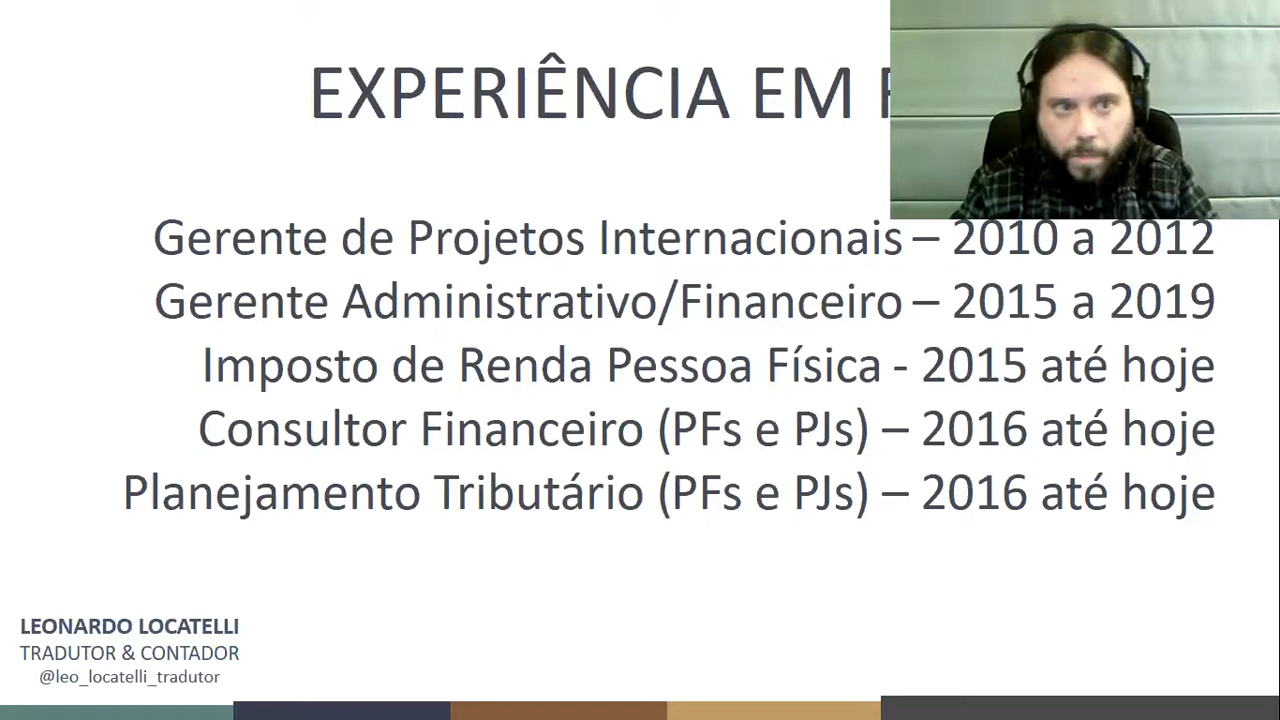 EXPERIÊNCIA EM
Gerente de Projetos Internacionais – 2010 a 2012
Gerente Administrativo/Financeiro – 2015 a 2019
Imposto de Renda Pessoa Física - 2015 até hoje
Consultor Financeiro (PFs e PJs) – 2016 até hoje
Planejamento Tributário (PFs e PJs) – 2016 até hoje
LEONARDO LOCATELLI
TRADUTOR & CONTADOR
@leo_locatelli_tradutor